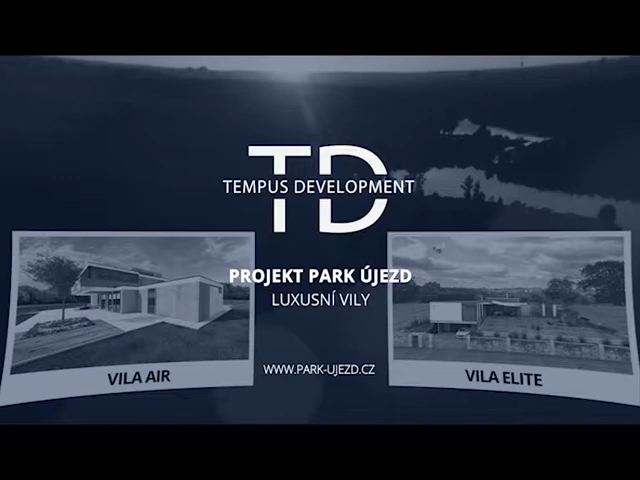 TD
TEMPUS DEVELOPMENT
PROJEKT PARK ÚJEZD
LUXUSNÍ VILY
WWW.PARK-UJEZD.CZ
VILA AIR
VILA ELITE